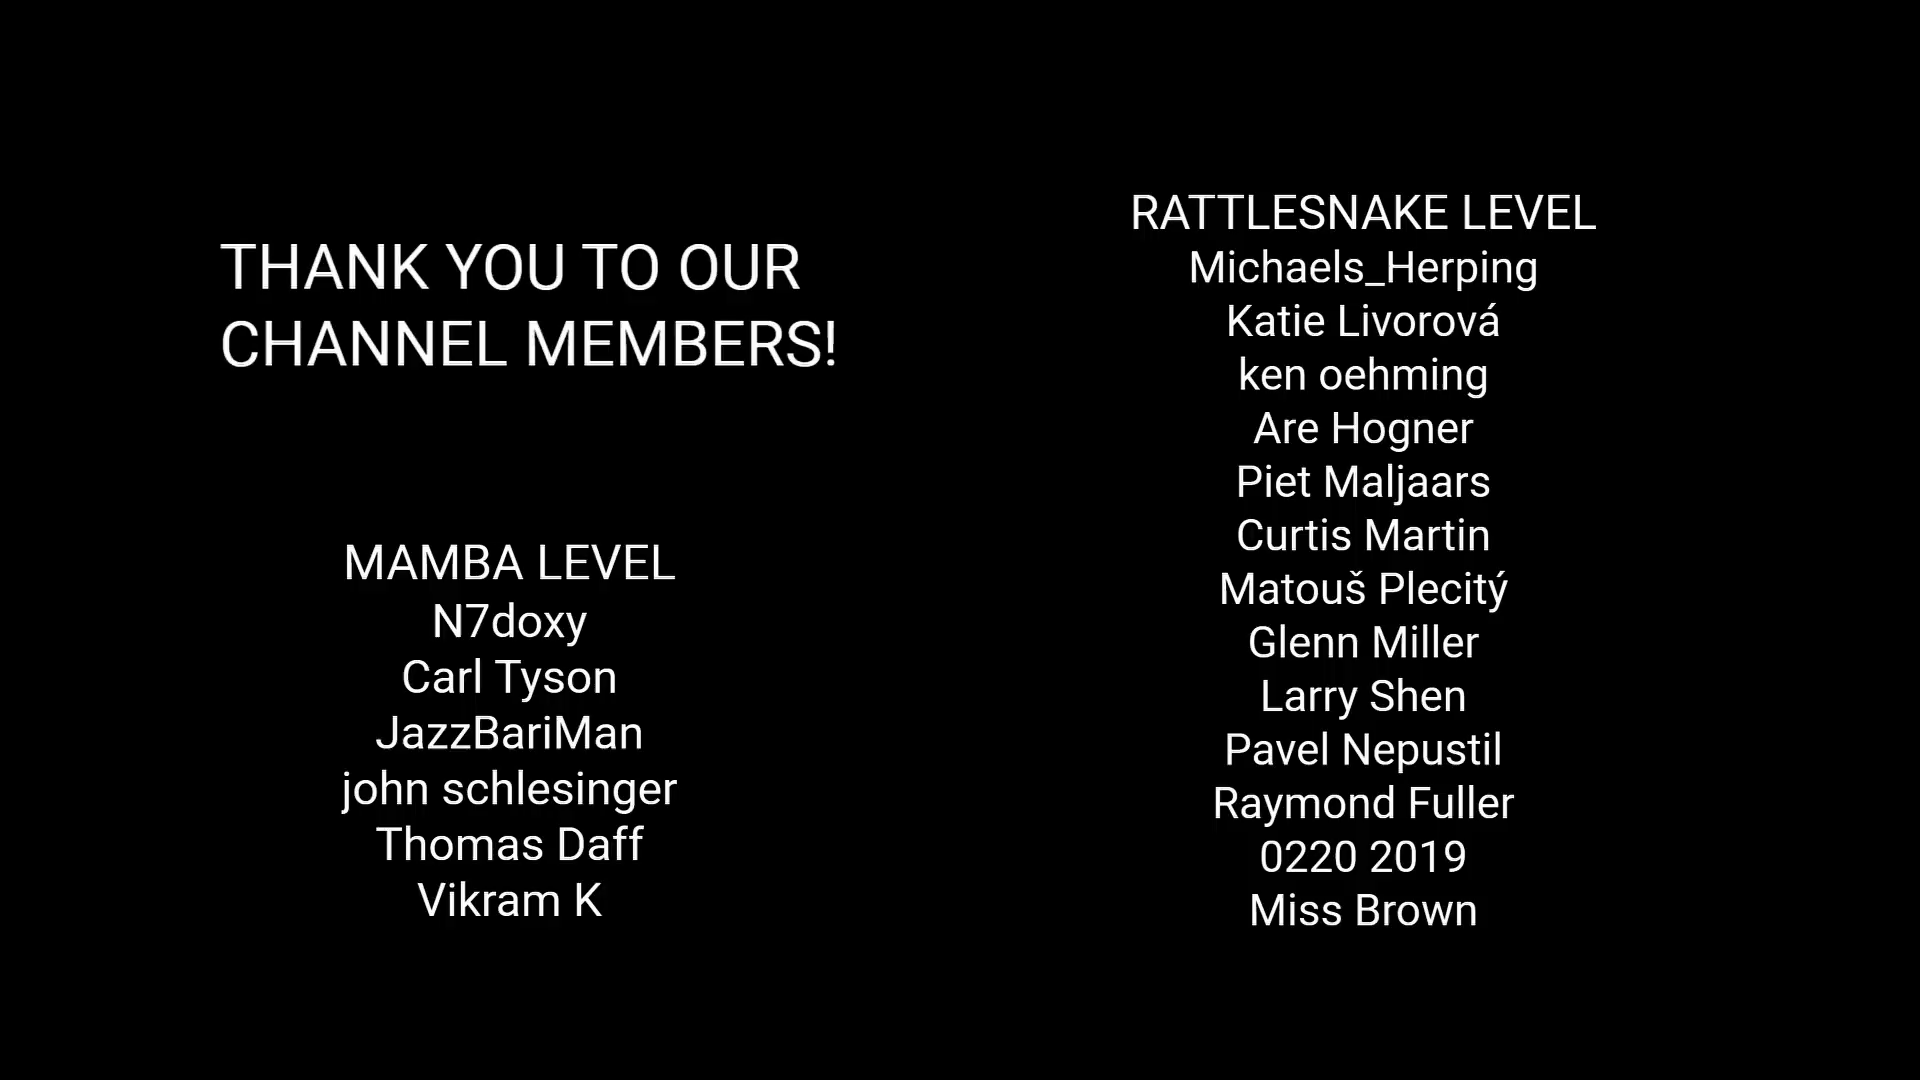 THANK YOU TO OUR
CHANNEL MEMBERS!
MAMBA LEVEL
N7doxy
Carl Tyson
JazzBariMan
john schlesinger
Thomas Daff
Vikram K
RATTLESNAKE LEVEL
Michaels_Herping
Katie Livorová
ken oehming
Are Hogner
Piet Maljaars
Curtis Martin
Matouš Plecitý
Glenn Miller
Larry Shen
Pavel Nepustil
Raymond Fuller
0220 2019
Miss Brown